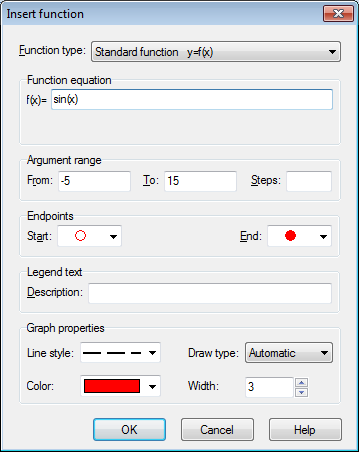 Insert function
Function type: Standard function y=f(x)
Function equation
f(x)= sin(x)
Argument range
From: -5 To: 15 Steps:
Endpoints
Start: End:
Legend text
Description:
Graph properties
Line style: Draw type: Automatic
Color: Width: 3
OK Cancel Help